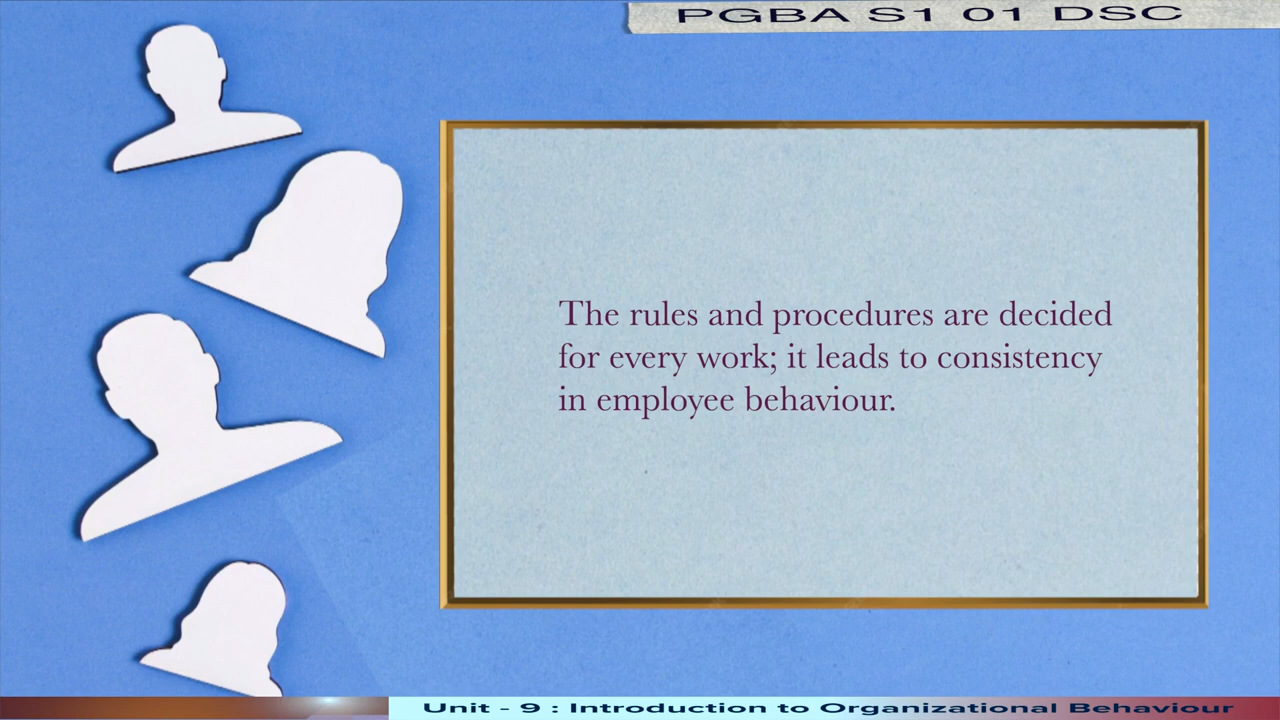 PGBA S1 01 DSC
The rules and procedures are decided
for every work; it leads to consistency
in employee behaviour.
Unit - 9 : Introduction to Organizational Behaviour